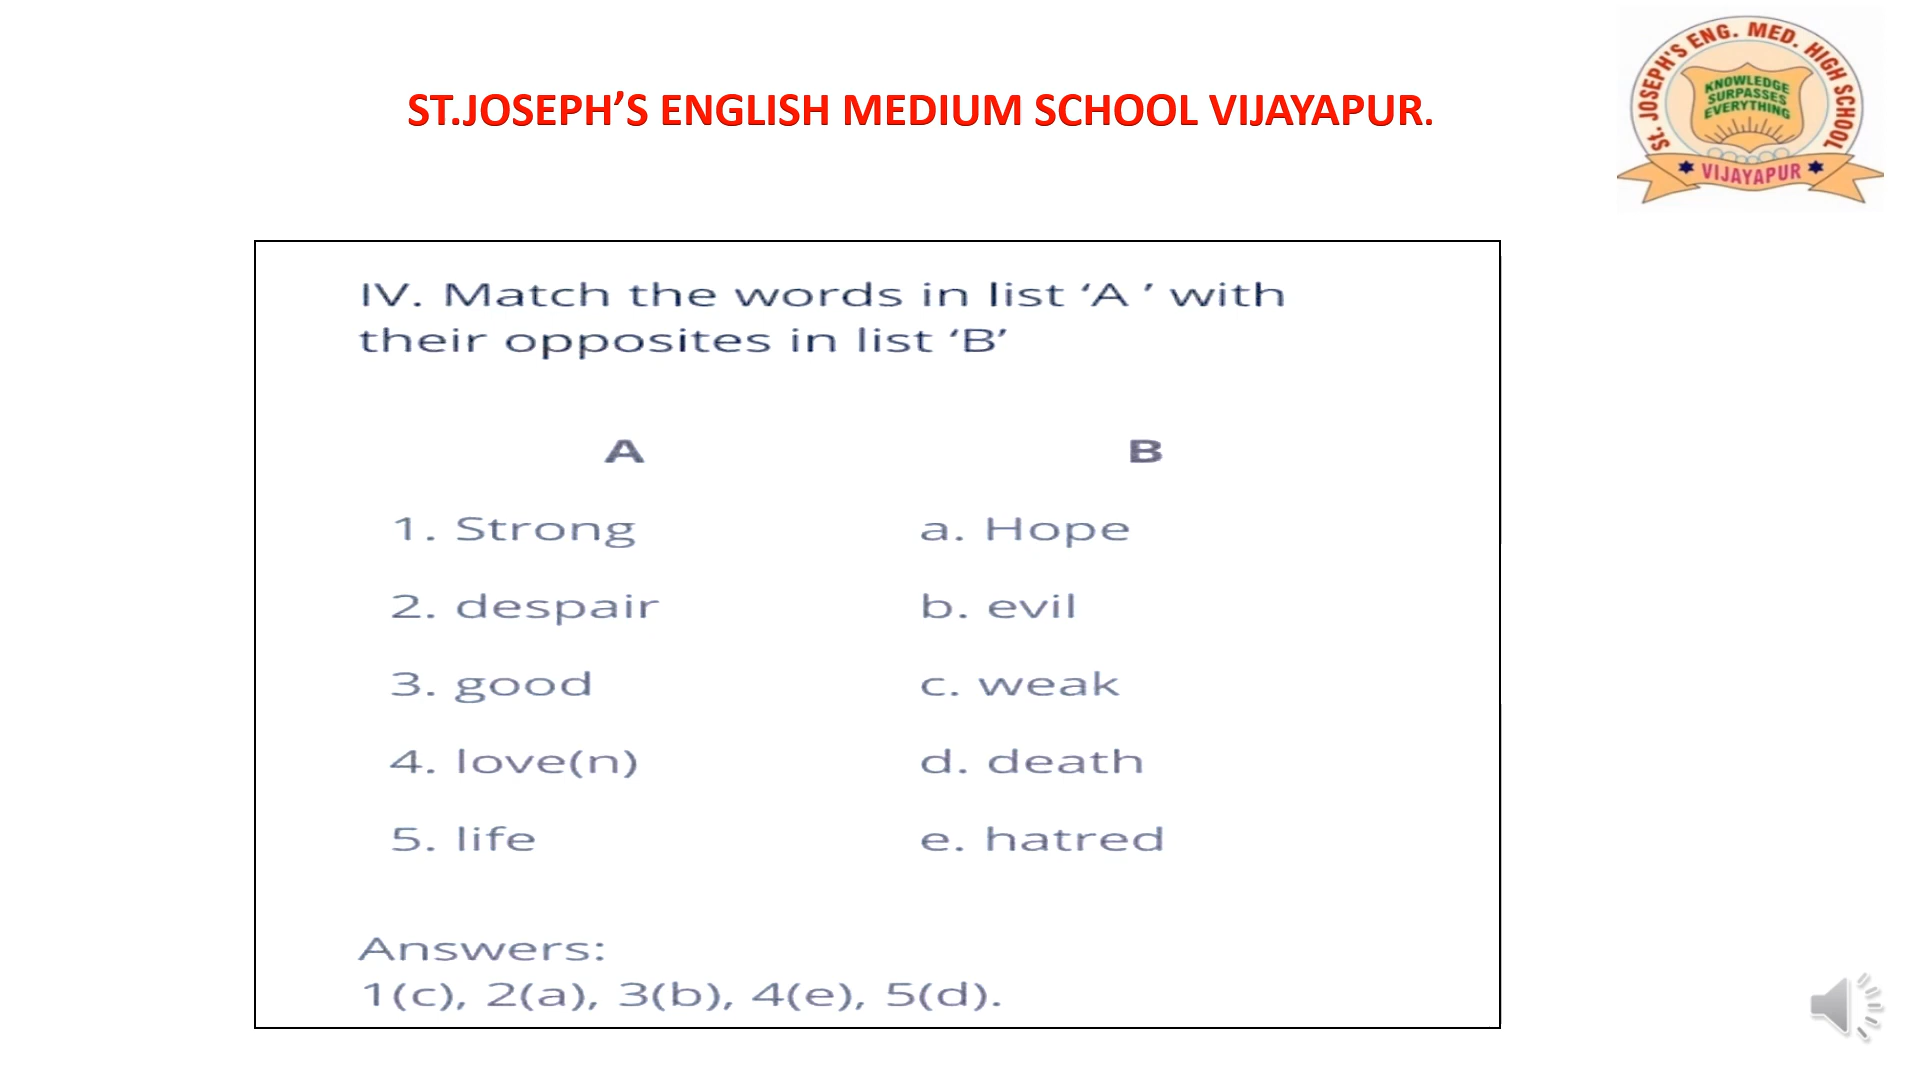 ST.JOSEPH’S ENGLISH MEDIUM SCHOOL VIJAYAPUR.
St. JOSEPH'S ENG. MED. HIGH SCHOOL
KNOWLEDGE
SURPASSES
EVERYTHING
VIJAYAPUR
IV. Match the words in list ‘A ’ with
their opposites in list ‘B’
A B
1. Strong a. Hope
2. despair b. evil
3. good c. weak
4. love(n) d. death
5. life e. hatred
Answers:
1(c), 2(a), 3(b), 4(e), 5(d).